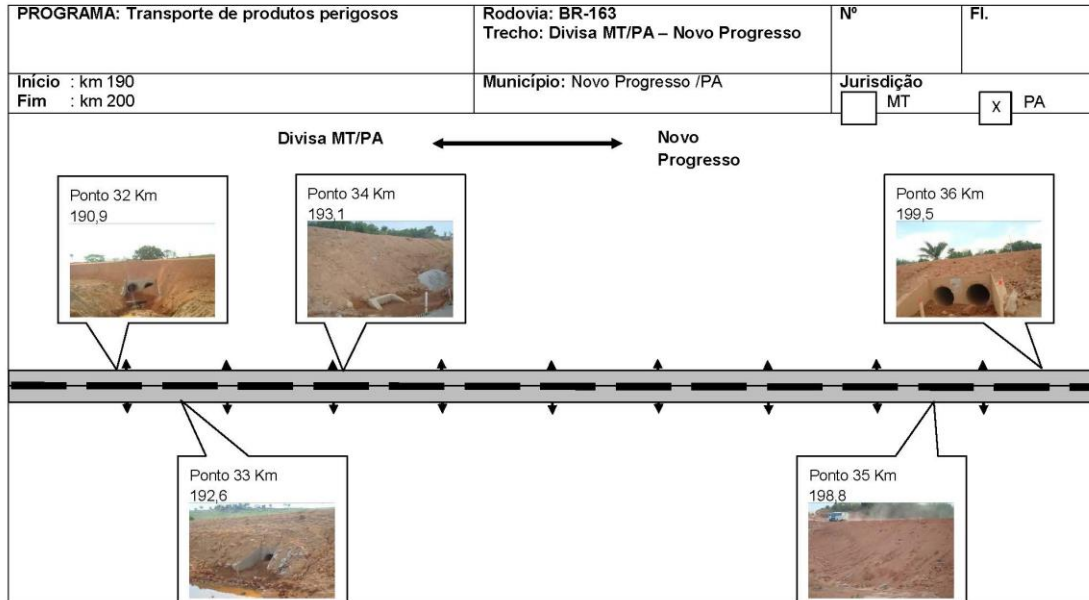 PROGRAMA: Transporte de produtos perigosos
Rodovia: BR-163
Trecho: Divisa MT/PA – Novo Progresso
Nº
Fl.
Início : km 190
Fim : km 200
Município: Novo Progresso /PA
Jurisdição
MT
X
PA
Divisa MT/PA
Novo
Progresso
Ponto 32 Km
190,9
Ponto 34 Km
193,1
Ponto 36 Km
199,5
Ponto 33 Km
192,6
Ponto 35 Km
198,8